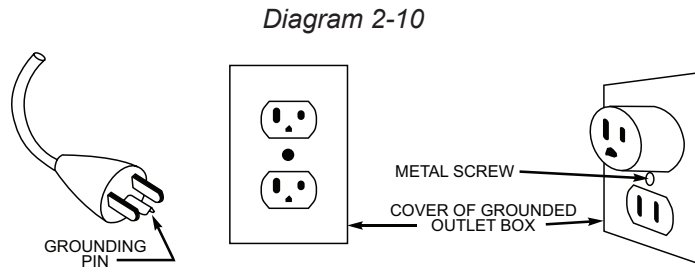 Diagram 2-10
METAL SCREW
COVER OF GROUNDED
OUTLET BOX
GROUNDING
PIN